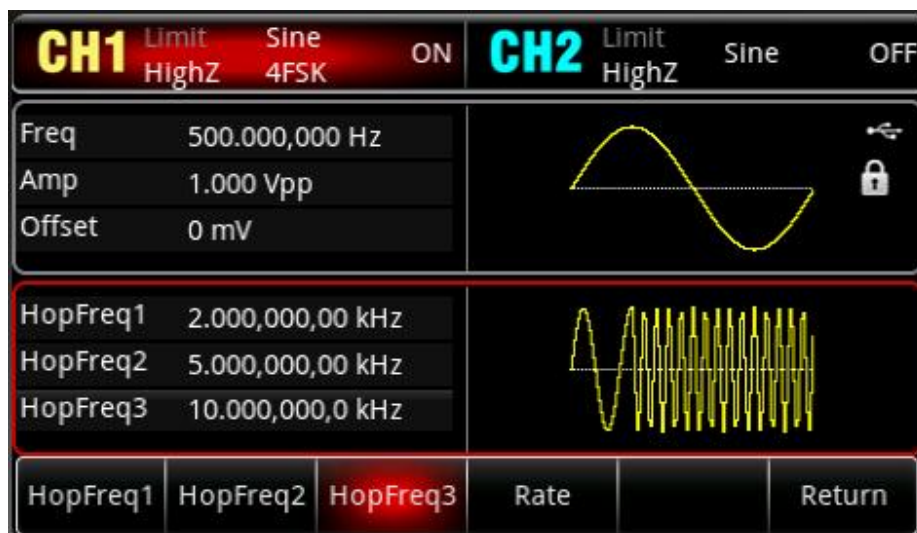 CH1 Limit Sine ON CH2 Limit Sine OFF
HighZ 4FSK HighZ
Freq 500.000,000 Hz
Amp 1.000 Vpp
Offset 0 mV
HopFreq1 2.000,000,00 kHz
HopFreq2 5.000,000,00 kHz
HopFreq3 10.000,000,0 kHz
HopFreq1 HopFreq2 HopFreq3 Rate Return